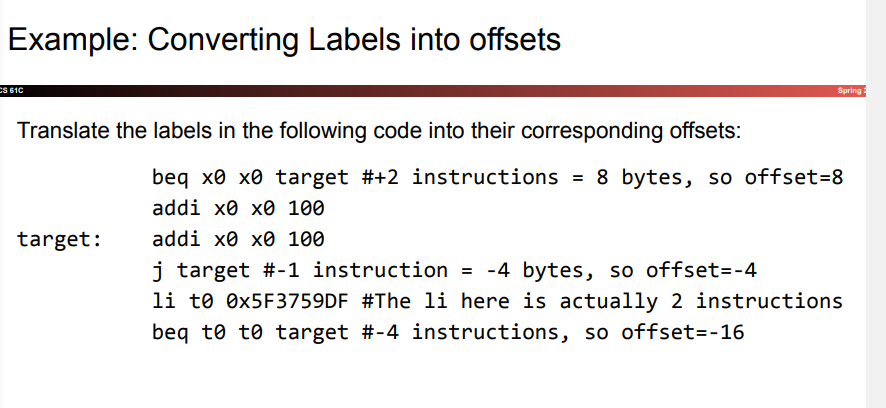 Example: Converting Labels into offsets
CS 61C Spring
Translate the labels in the following code into their corresponding offsets:
beq x0 x0 target #+2 instructions = 8 bytes, so offset=8
addi x0 x0 100
target: addi x0 x0 100
j target #-1 instruction = -4 bytes, so offset=-4
li t0 0x5F3759DF #The li here is actually 2 instructions
beq t0 t0 target #-4 instructions, so offset=-16